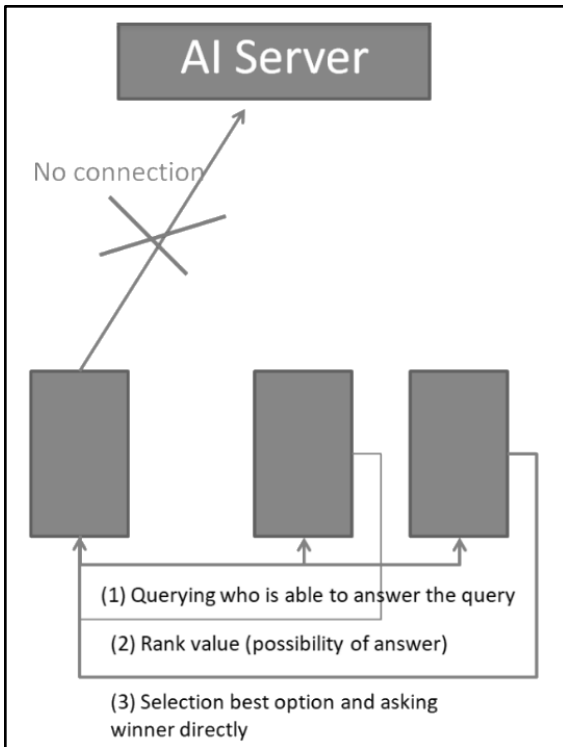 AI Server
No connection
(1) Querying who is able to answer the query
(2) Rank value (possibility of answer)
(3) Selection best option and asking
winner directly